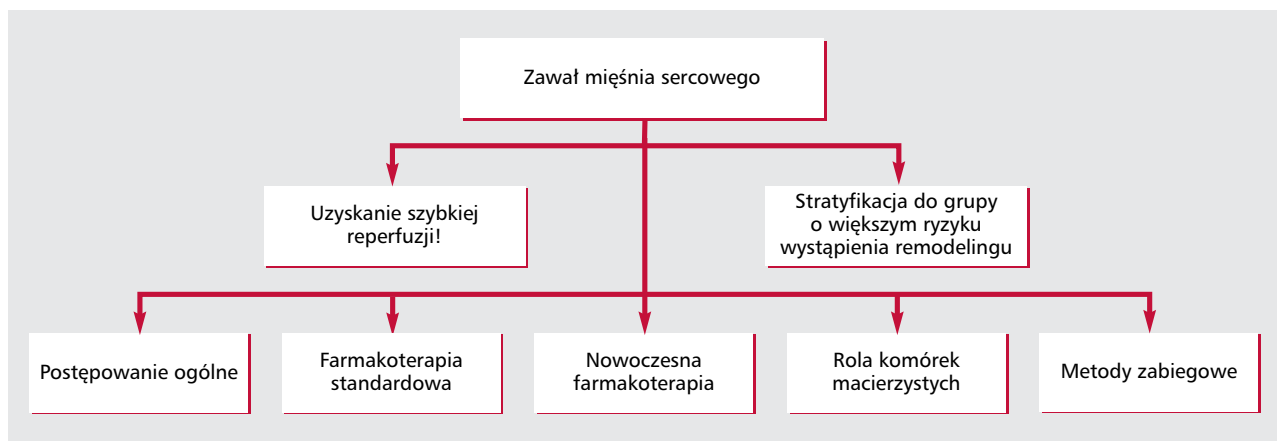 Zawał mięśnia sercowego
Uzyskanie szybkiej
reperfuzji!
Stratyfikacja do grupy
o większym ryzyku
wystąpienia remodelingu
Postępowanie ogólne
Farmakoterapia
standardowa
Nowoczesna
farmakoterapia
Rola komórek
macierzystych
Metody zabiegowe